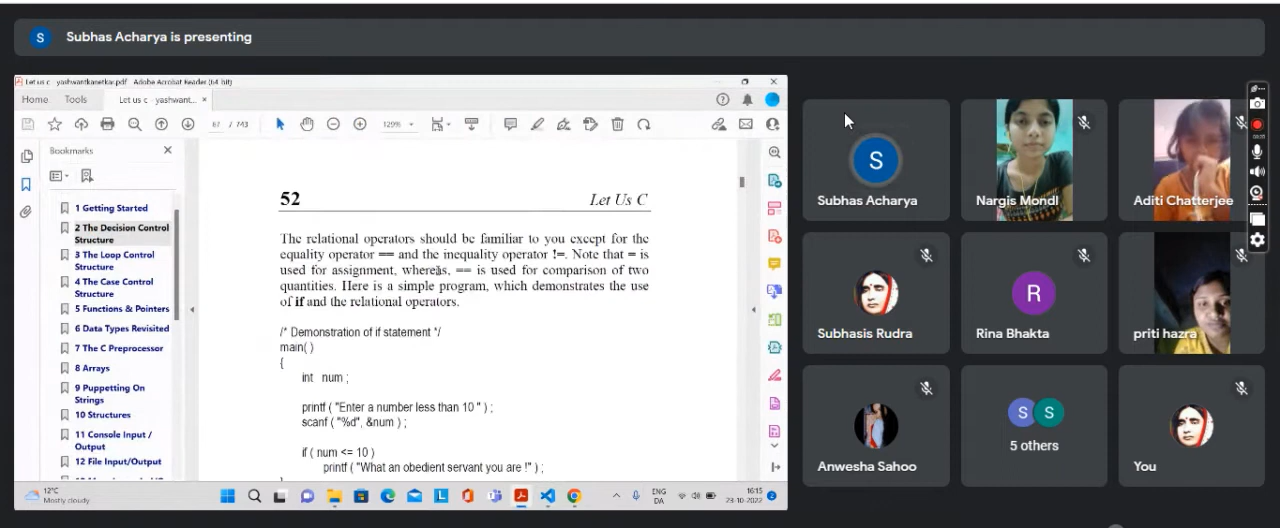 S
Subhas Acharya is presenting
Let us c - yashwantkanetkar.pdf - Adobe Acrobat Reader (64-bit)
Home
Tools
Let us c - yashwant...
87 / 743
129%
Bookmarks
1 Getting Started
2 The Decision Control
Structure
3 The Loop Control
Structure
4 The Case Control
Structure
5 Functions & Pointers
6 Data Types Revisited
7 The C Preprocessor
8 Arrays
9 Puppetting On
Strings
10 Structures
11 Console Input /
Output
12 File Input/Output
52
Let Us C
The relational operators should be familiar to you except for the
equality operator == and the inequality operator !=. Note that = is
used for assignment, whereas, == is used for comparison of two
quantities. Here is a simple program, which demonstrates the use
of if and the relational operators.
/* Demonstration of if statement */
main( )
{
int num ;
printf ( "Enter a number less than 10 " ) ;
scanf ( "%d", &num ) ;
if ( num <= 10 )
printf ( "What an obedient servant you are !" ) ;
12°C
Mostly cloudy
ENG
DA
16:15
23-10-2022
S
Subhas Acharya
Nargis Mondl
Aditi Chatterjee
Subhasis Rudra
R
Rina Bhakta
priti hazra
Anwesha Sahoo
S S
5 others
You